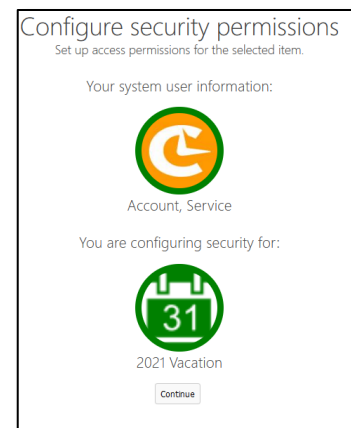 Configure security permissions
Set up access permissions for the selected item.
Your system user information:
Account, Service
You are configuring security for:
31
2021 Vacation
Continue